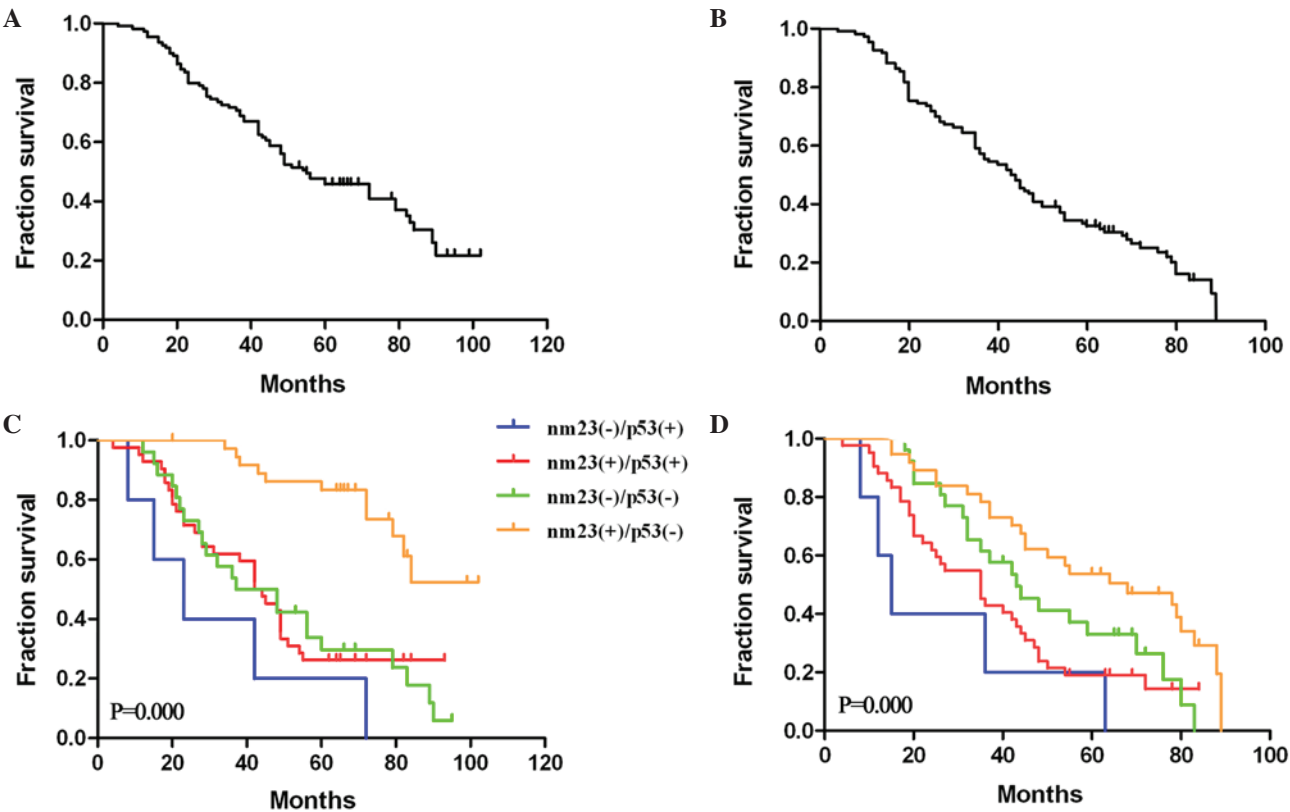 A
Fraction survival
1.0
0.8
0.6
0.4
0.2
0.0
0 20 40 60 80 100 120
Months
B
Fraction survival
1.0
0.8
0.6
0.4
0.2
0.0
0 20 40 60 80 100
Months
C
Fraction survival
1.0
0.8
0.6
0.4
0.2
0.0
P=0.000
0 20 40 60 80 100 120
Months
nm23(-)/p53(+)
nm23(+)/p53(+)
nm23(-)/p53(-)
nm23(+)/p53(-)
D
Fraction survival
1.0
0.8
0.6
0.4
0.2
0.0
P=0.000
0 20 40 60 80 100
Months